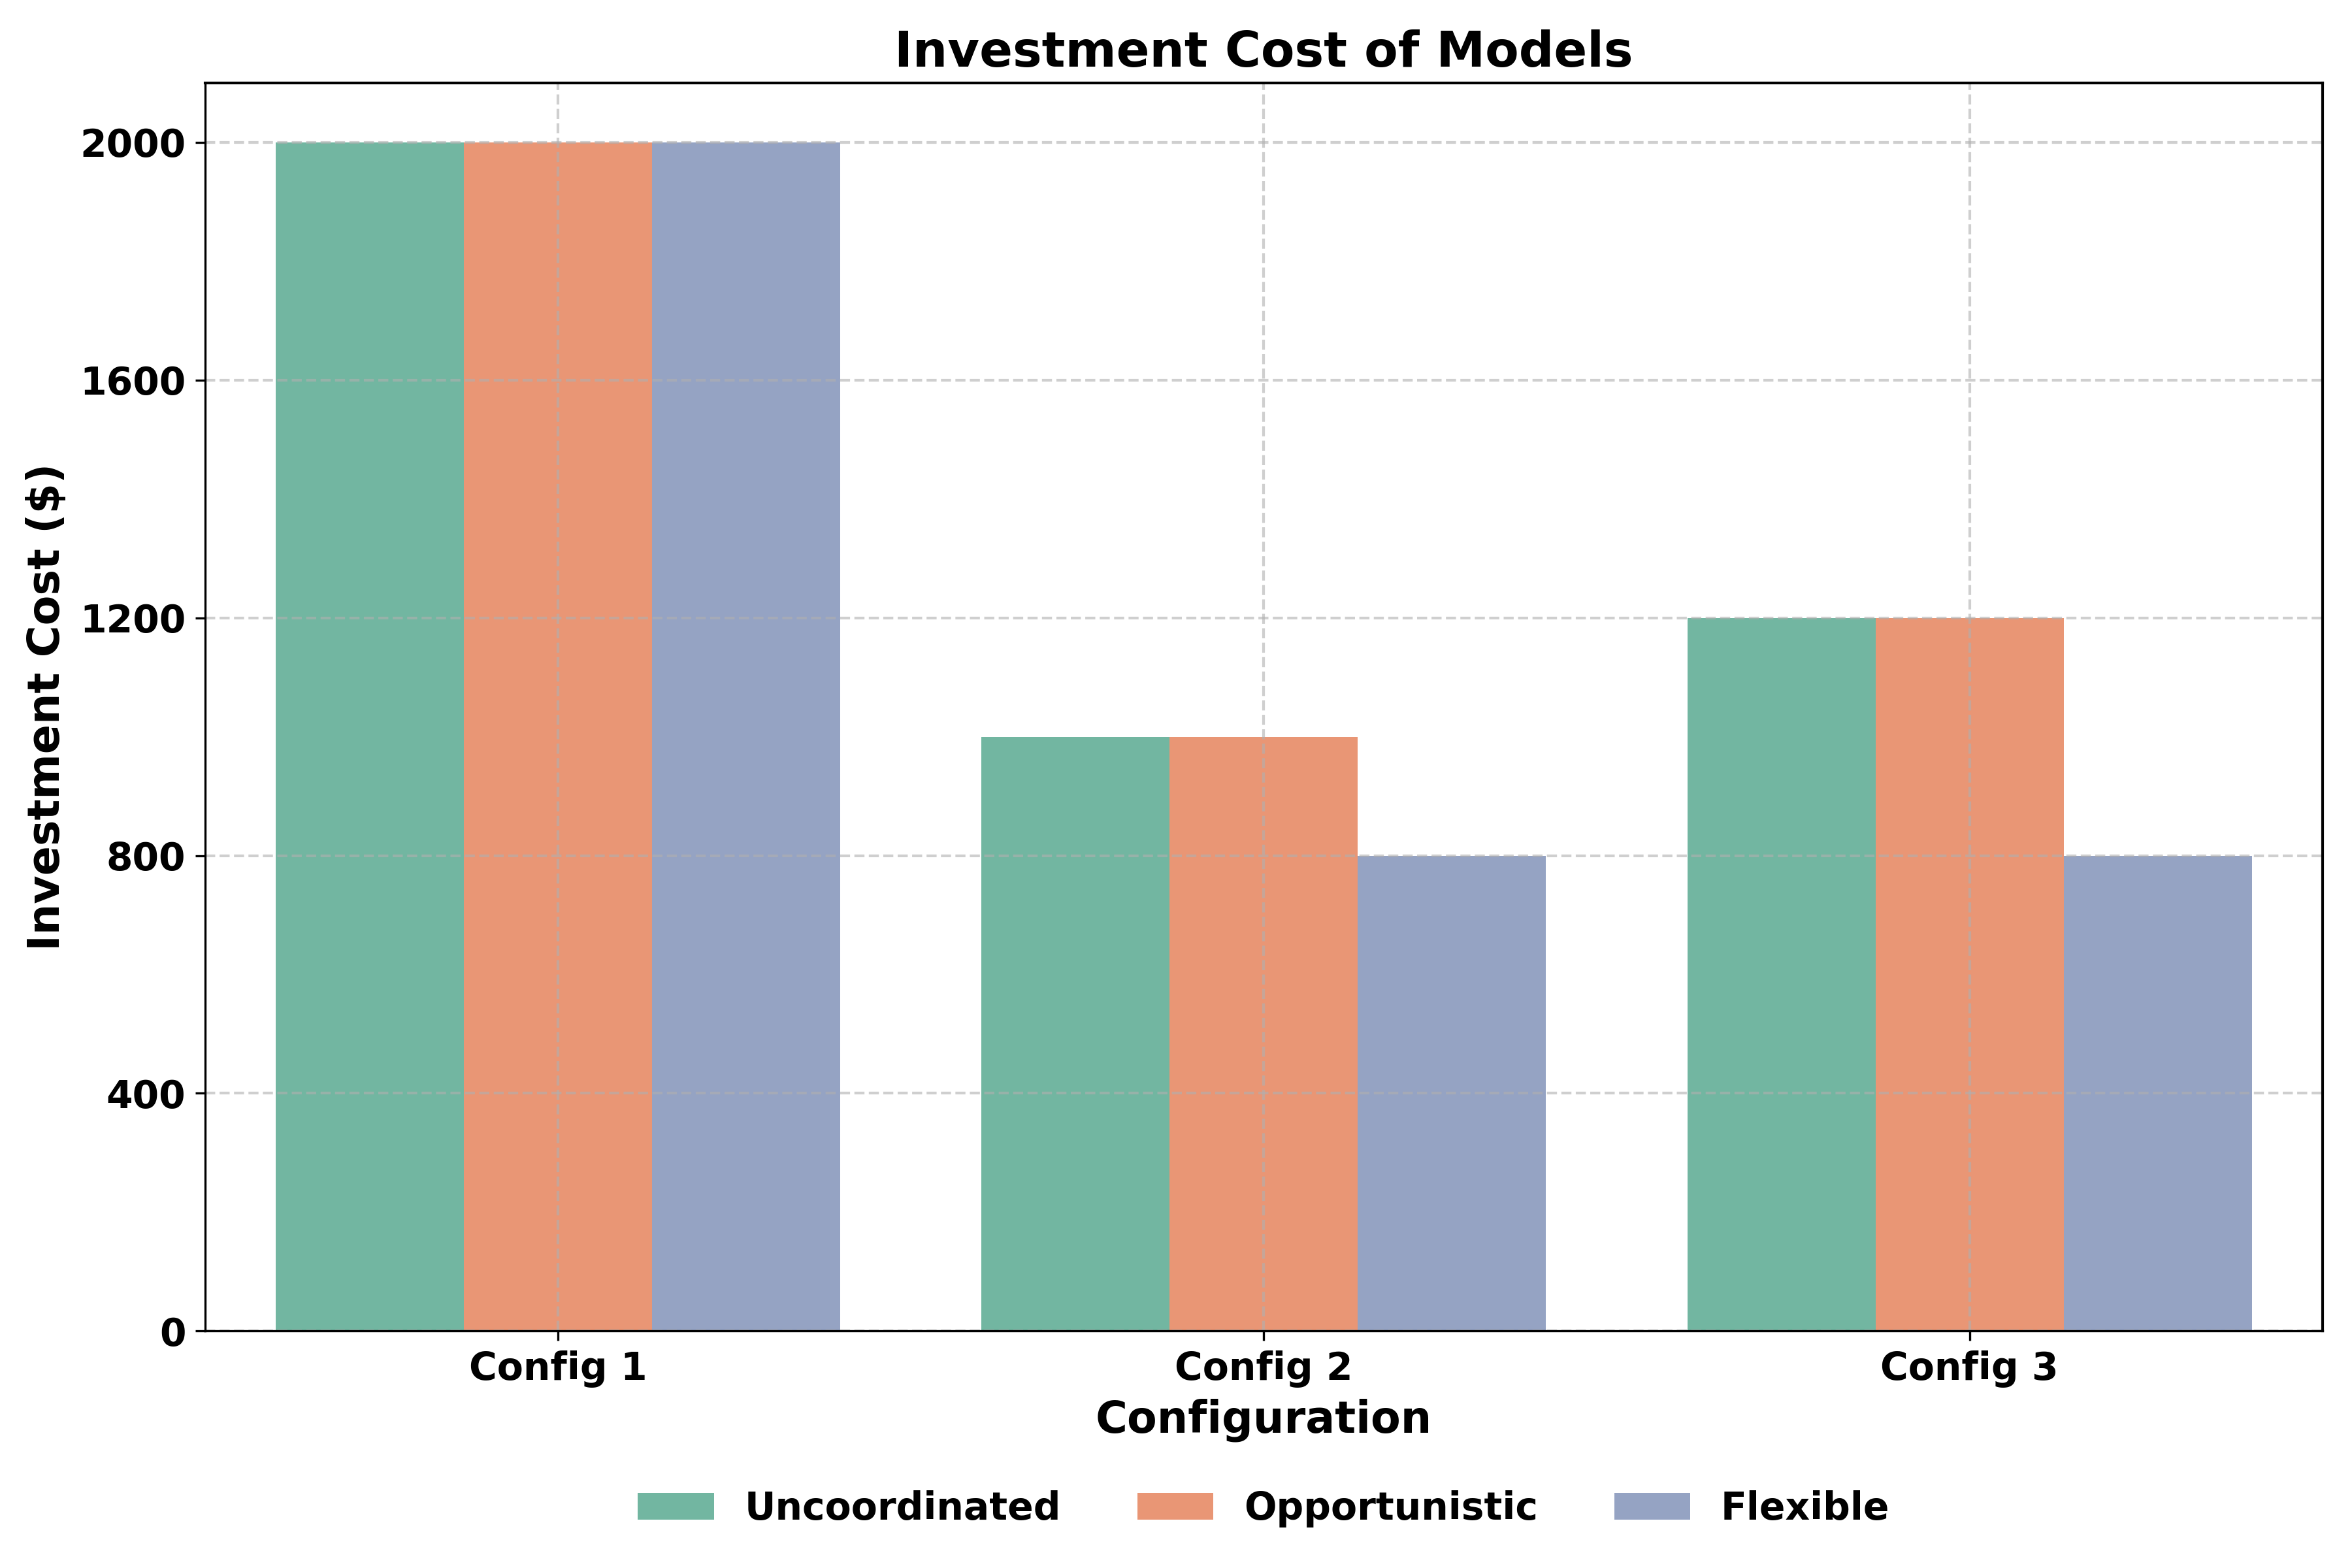 Investment Cost of Models
Investment Cost ($)
2000
1600
1200
800
400
0
Config 1
Config 2
Config 3
Configuration
Uncoordinated
Opportunistic
Flexible